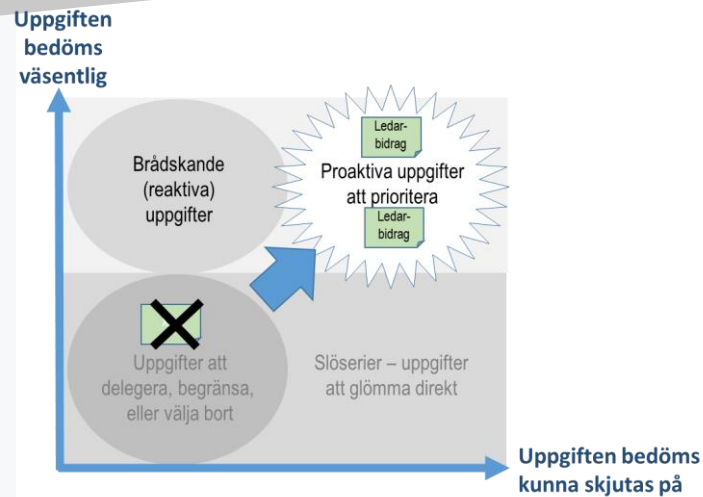 Uppgiften
bedöms
väsentlig
Brådskande
(reaktiva)
uppgifter
Ledar-
bidrag
Proaktiva uppgifter
att prioritera
Ledar-
bidrag
Uppgifter att
delegera, begränsa,
eller välja bort
Slöserier – uppgifter
att glömma direkt
Uppgiften bedöms
kunna skjutas på